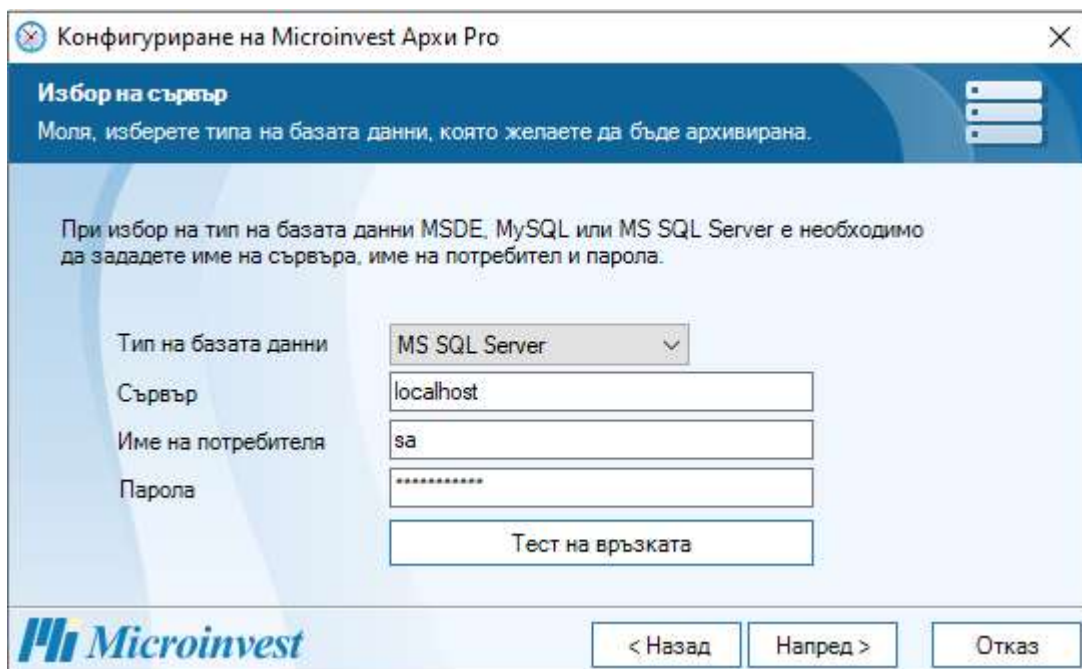 Конфигуриране на Microinvest Архи Pro
Избор на сървър
Моля, изберете типа на базата данни, която желаете да бъде архивирана.
При избор на тип на базата данни MSDE, MySQL или MS SQL Server е необходимо
да зададете име на сървъра, име на потребител и парола.
Тип на базата данни MS SQL Server
Сървър localhost
Име на потребителя sa
Парола ***********
Тест на връзката
Microinvest < Назад Напред > Отказ